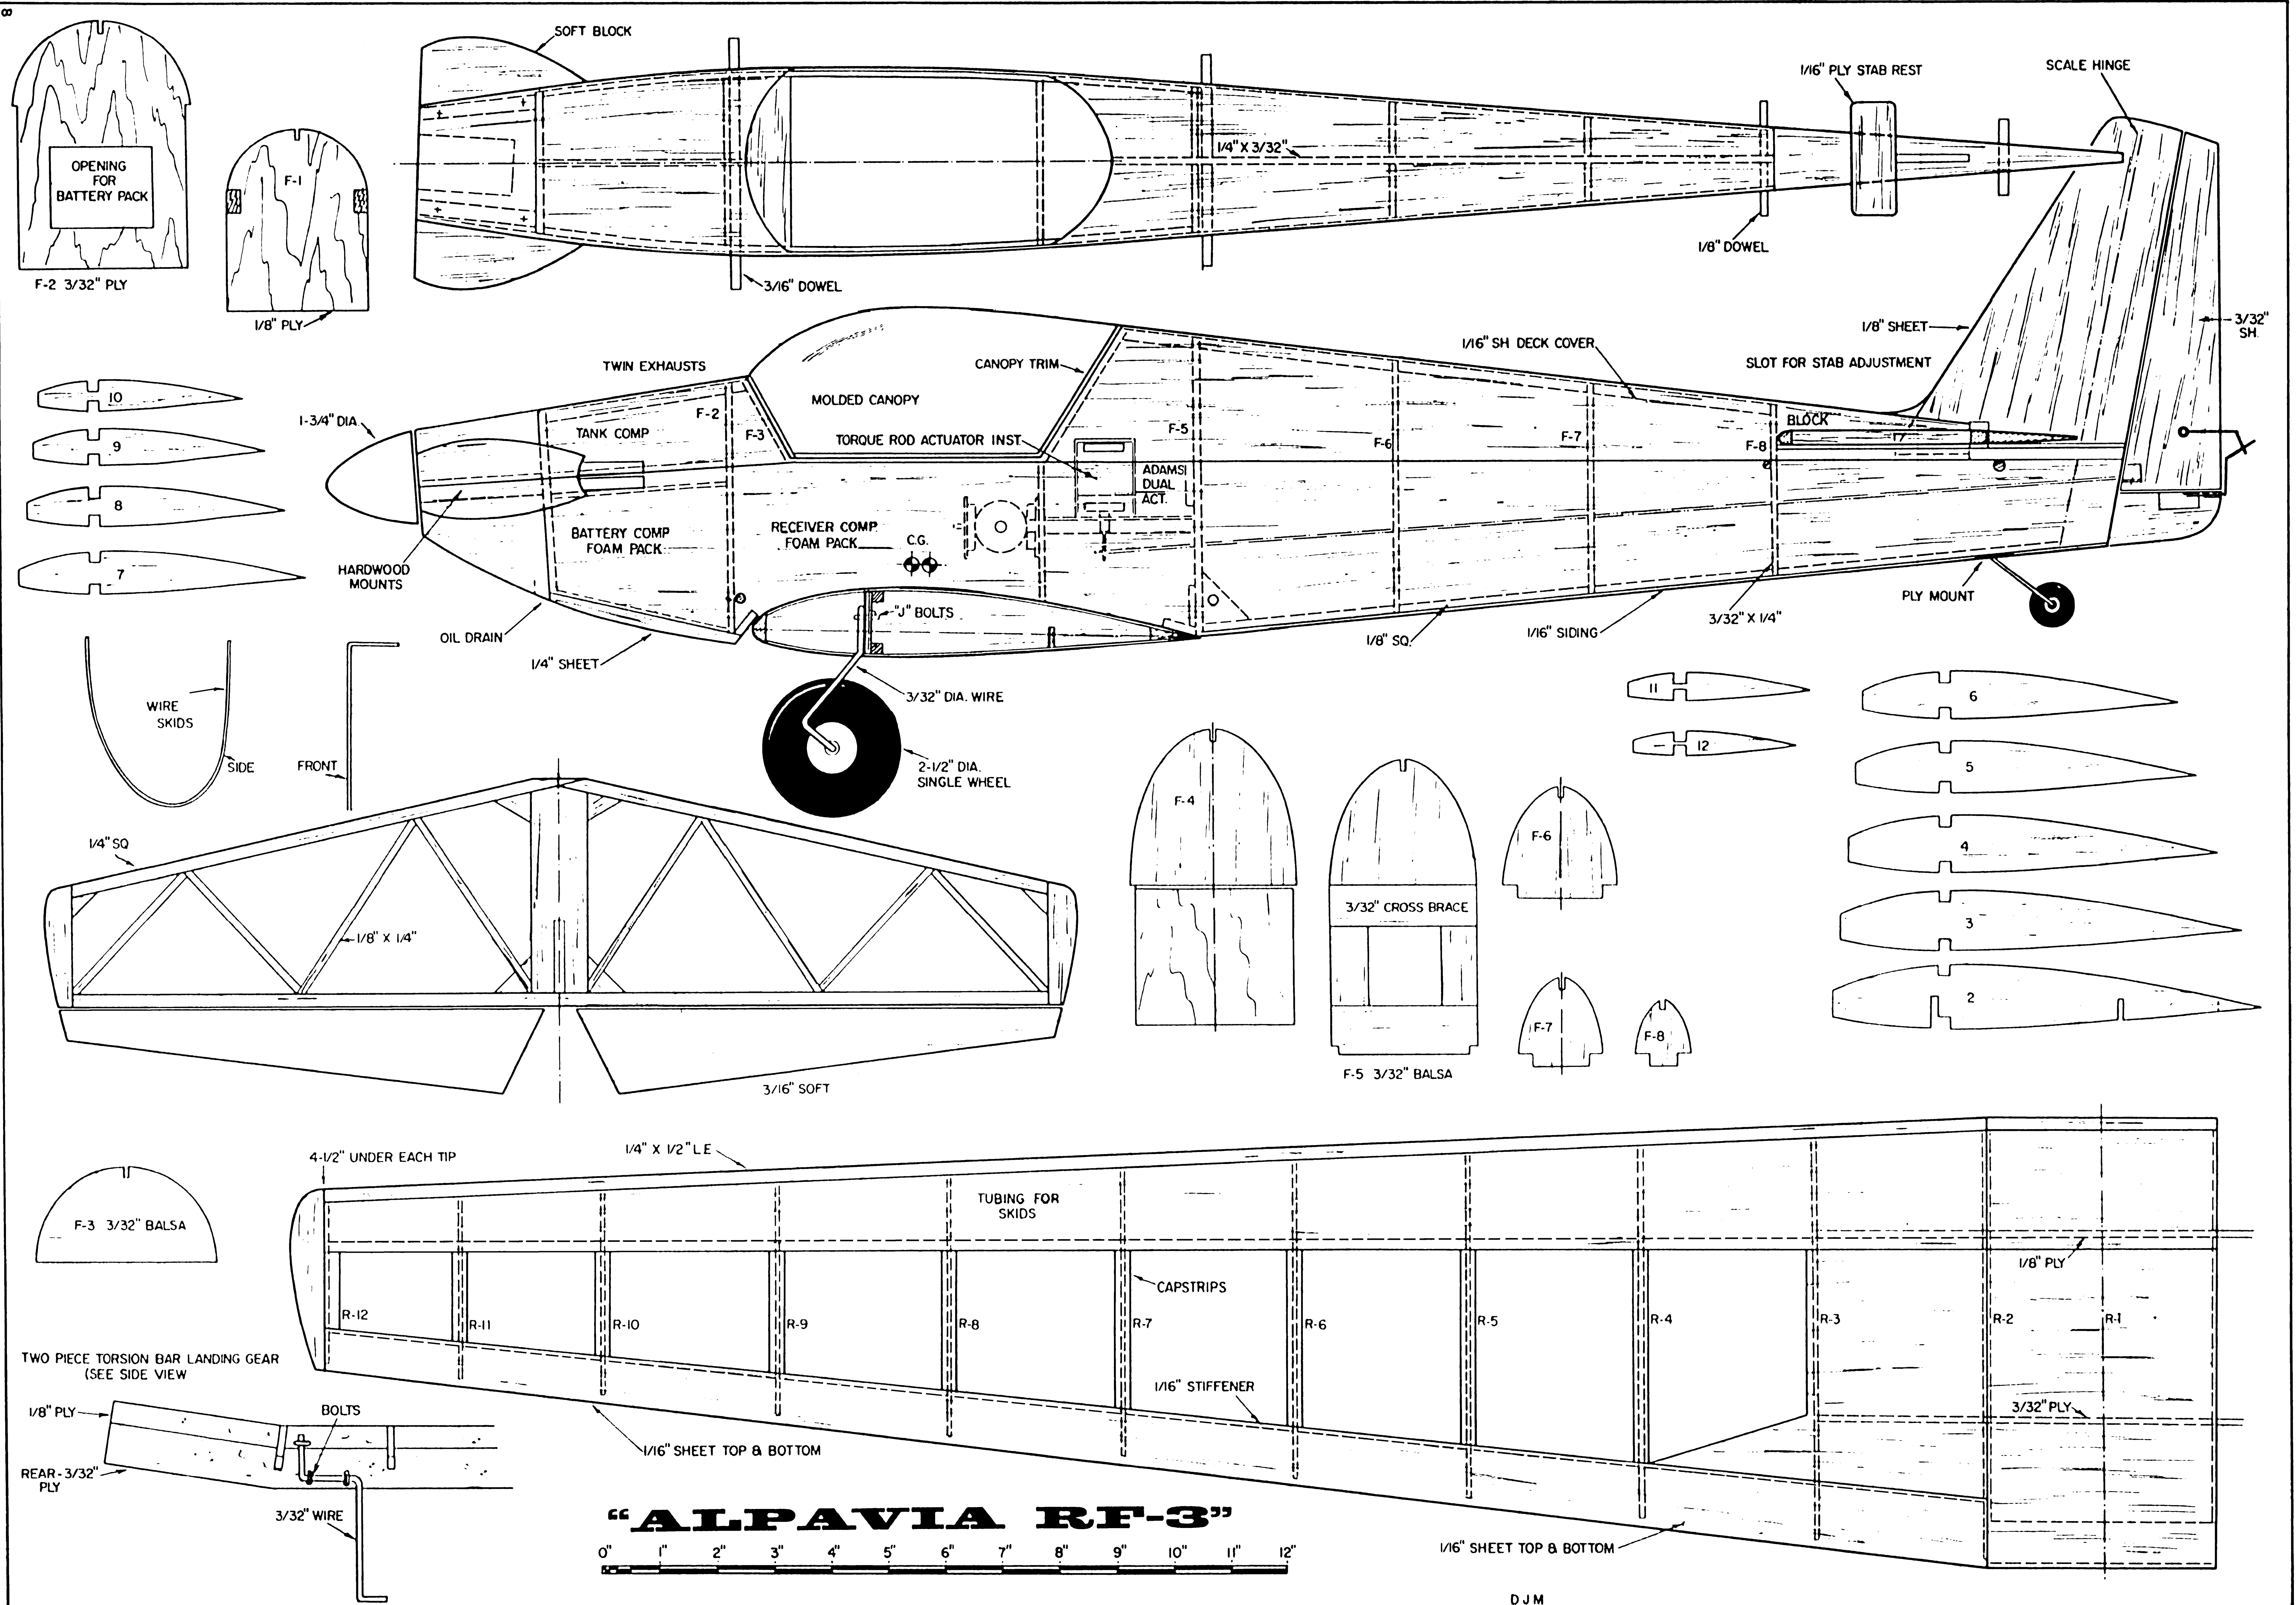 8
SOFT BLOCK
1/16" PLY STAB REST
SCALE HINGE
OPENING
FOR
BATTERY PACK
F-1
1/4" X 3/32"
F-2 3/32" PLY
1/8" PLY
3/16" DOWEL
1/8" DOWEL
3/32"
SH.
1/8" SHEET
1/16" SH DECK COVER
SLOT FOR STAB ADJUSTMENT
TWIN EXHAUSTS
CANOPY TRIM
MOLDED CANOPY
10
9
8
7
1-3/4" DIA
TANK COMP
F-2
F-3
TORQUE ROD ACTUATOR INST
F-5
F-6
F-7
F-8
BLOCK
ADAMS
DUAL
ACT.
BATTERY COMP
FOAM PACK
RECEIVER COMP.
FOAM PACK
C.G.
HARDWOOD
MOUNTS
OIL DRAIN
1/4" SHEET
"J" BOLTS
1/8" SQ.
1/16" SIDING
3/32" X 1/4"
PLY MOUNT
WIRE
SKIDS
SIDE
FRONT
3/32" DIA. WIRE
2-1/2" DIA.
SINGLE WHEEL
11
12
6
5
4
3
2
1/4" SQ
1/8" X 1/4"
3/16" SOFT
F-4
3/32" CROSS BRACE
F-5 3/32" BALSA
F-6
F-7
F-8
4-1/2" UNDER EACH TIP
1/4" X 1/2" L.E
TUBING FOR
SKIDS
F-3 3/32" BALSA
CAPSTRIPS
1/8" PLY
R-12
R-11
R-10
R-9
R-8
R-7
R-6
R-5
R-4
R-3
R-2
R-1
TWO PIECE TORSION BAR LANDING GEAR
(SEE SIDE VIEW
1/16" STIFFENER
3/32" PLY
1/8" PLY
BOLTS
REAR-3/32"
PLY
3/32" WIRE
1/16" SHEET TOP & BOTTOM
1/16" SHEET TOP & BOTTOM
“ALPAVIA RF-3”
0" 1" 2" 3" 4" 5" 6" 7" 8" 9" 10" 11" 12"
DJM